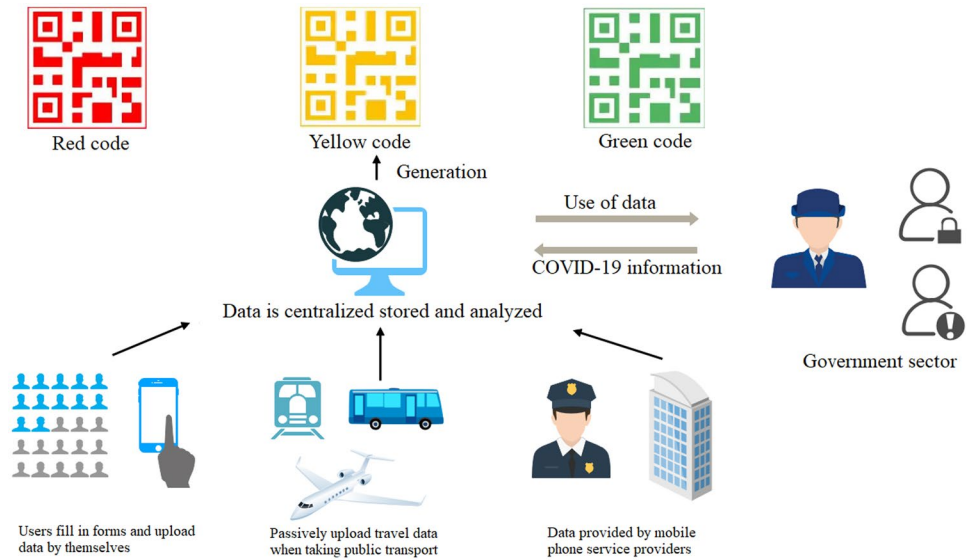 Red code
Yellow code
Green code
Generation
Use of data
COVID-19 information
Data is centralized stored and analyzed
Government sector
Users fill in forms and upload
data by themselves
Passively upload travel data
when taking public transport
Data provided by mobile
phone service providers